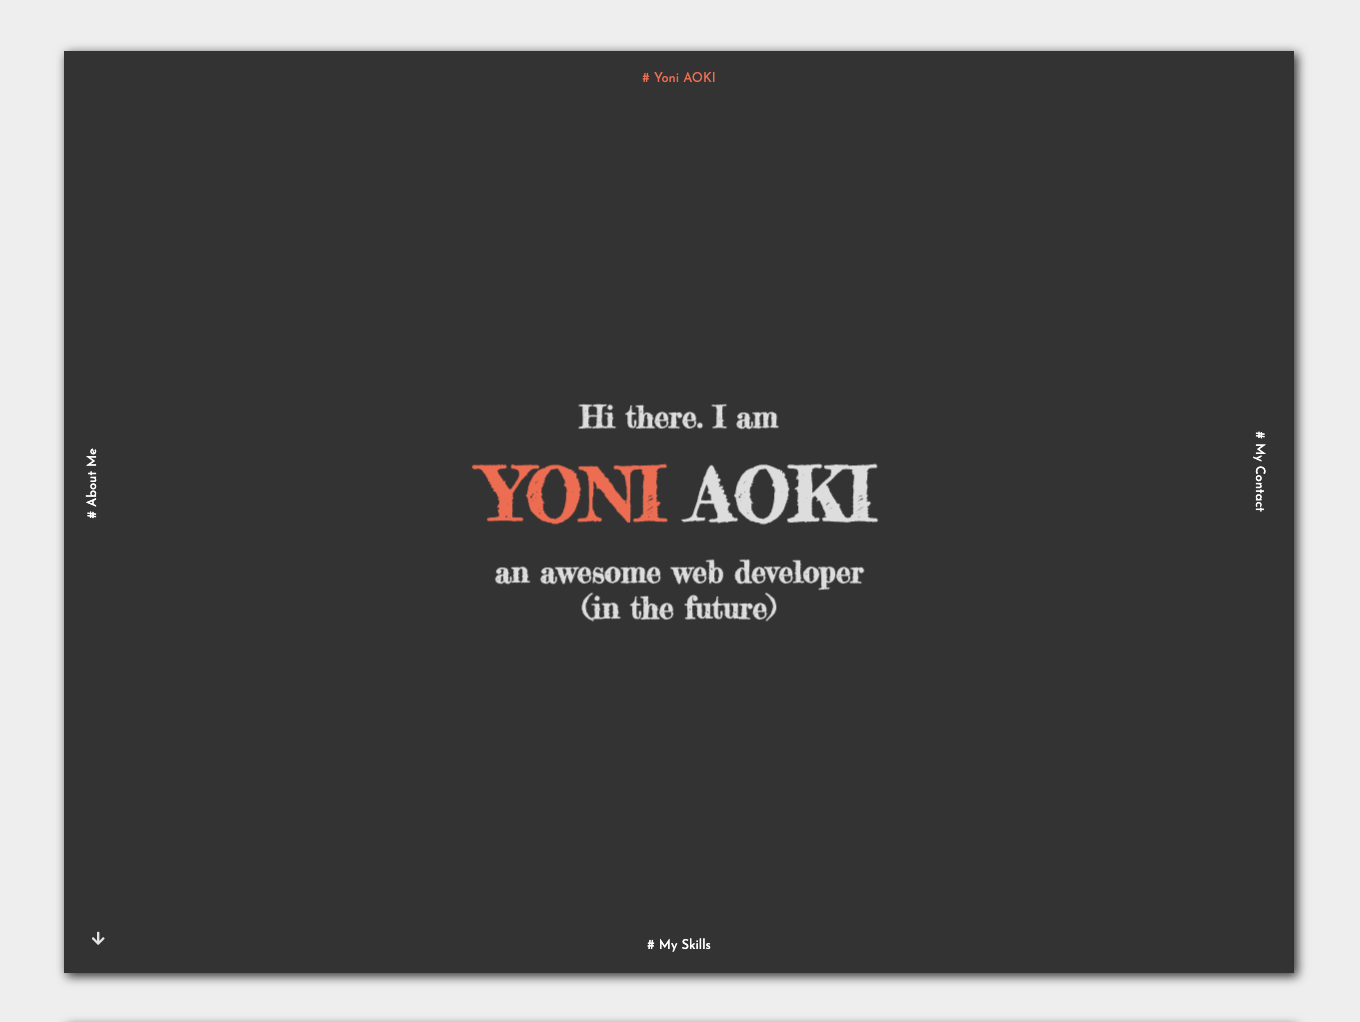 # Yoni AOKI
Hi there. I am
YONI AOKI
an awesome web developer
(in the future)
# About Me
# My Contact
# My Skills